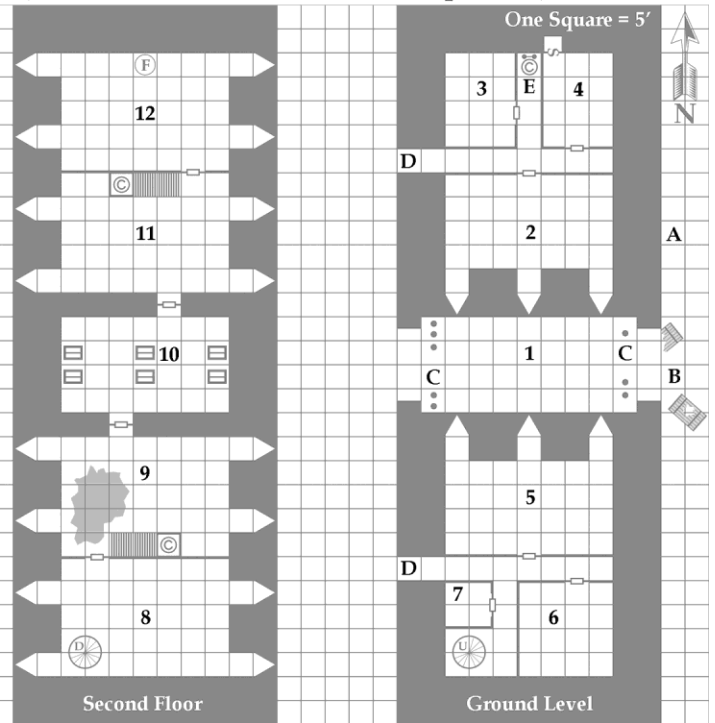 One Square = 5′
N
F
12
C
11
10
9
C
8
D
Second Floor
S
C
3
E
4
D
2
A
1
C
C
B
5
D
7
6
U
Ground Level